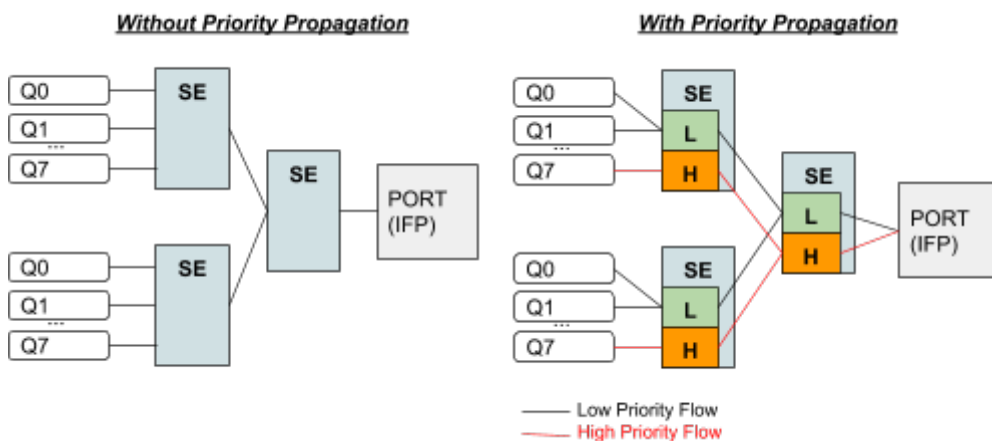 Without Priority Propagation
Q0
Q1
...
Q7
SE
Q0
Q1
...
Q7
SE
SE
PORT
(IFP)
With Priority Propagation
Q0
Q1
...
Q7
SE
L
H
Q0
Q1
...
Q7
SE
L
H
SE
L
H
PORT
(IFP)
Low Priority Flow
High Priority Flow